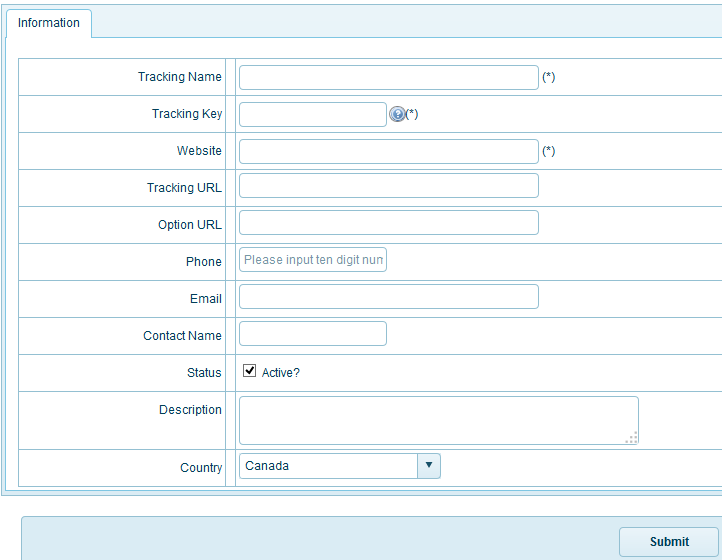 Information
Tracking Name (*)
Tracking Key ?(*)
Website (*)
Tracking URL
Option URL
Phone Please input ten digit num
Email
Contact Name
Status Active?
Description
Country Canada
Submit